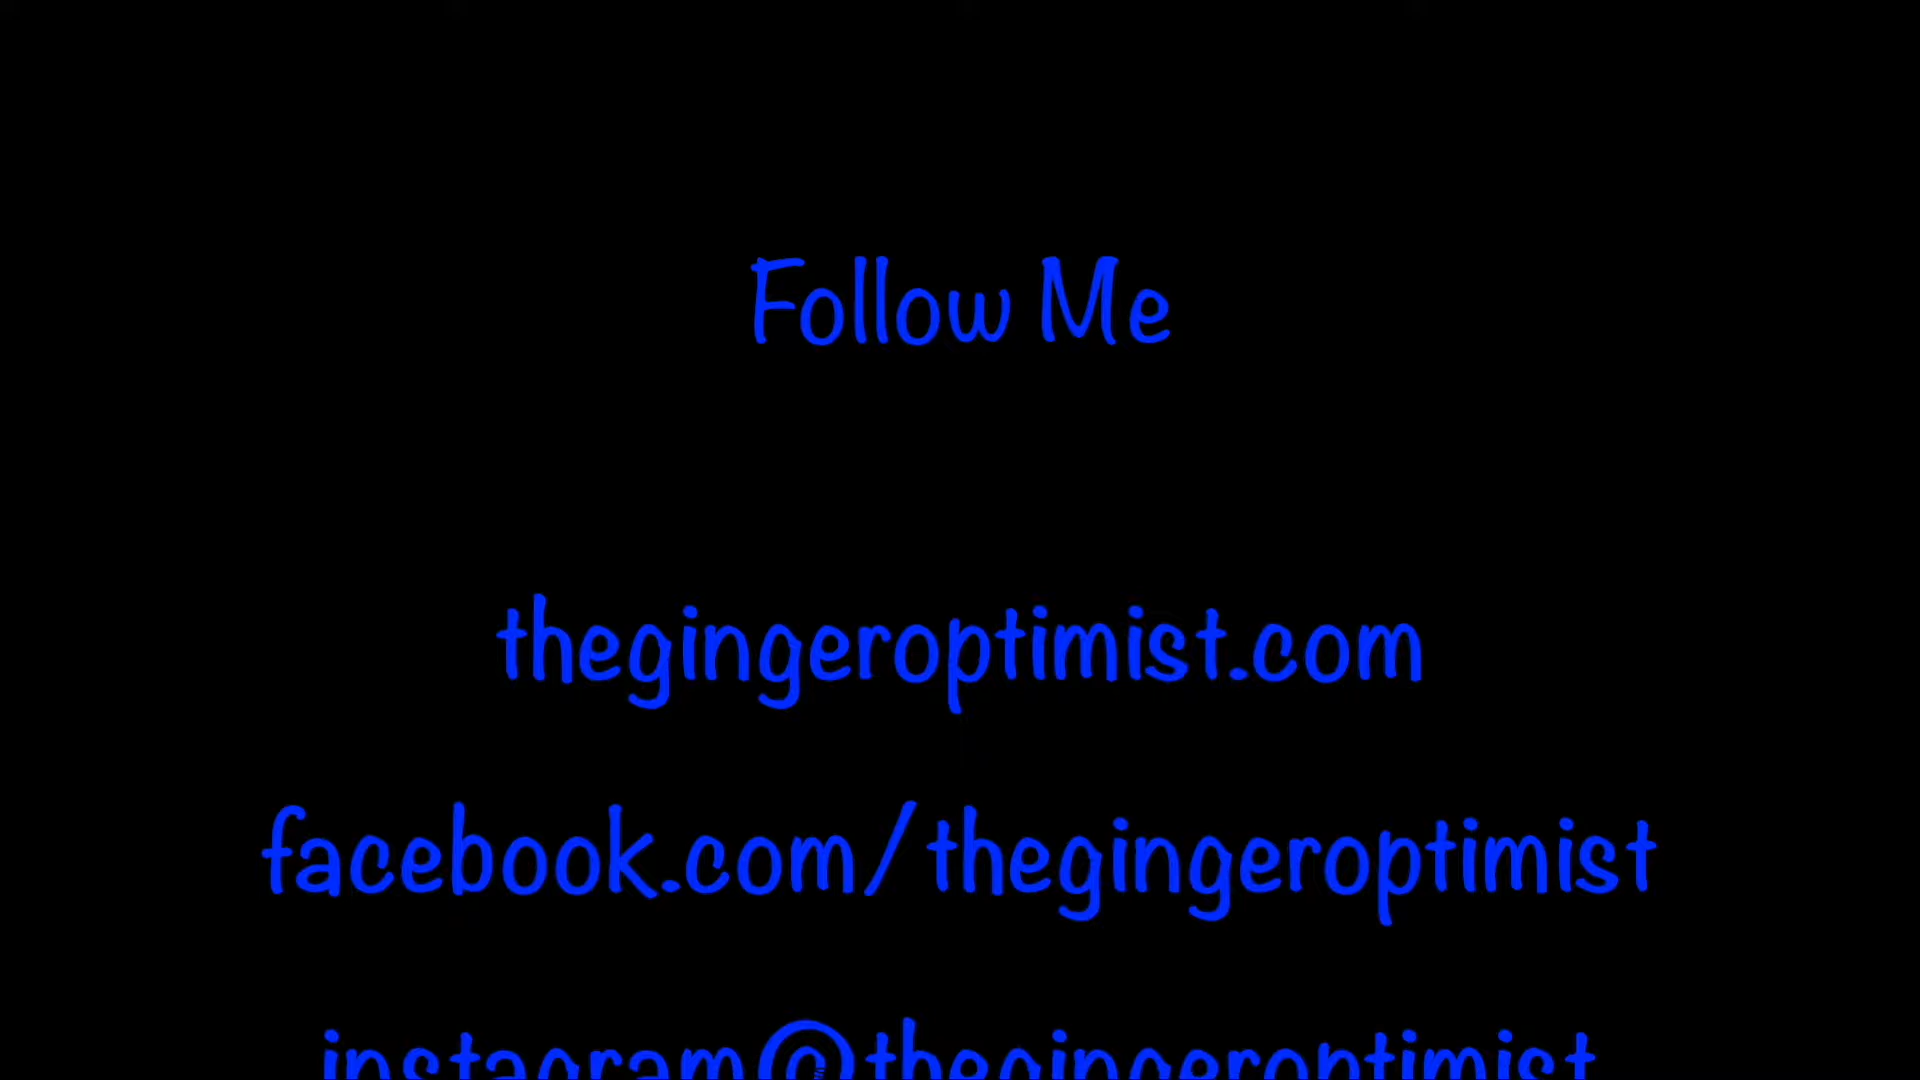 Follow Me
thegingeroptimist.com
facebook.com/thegingeroptimist
instagram@thegingeroptimist